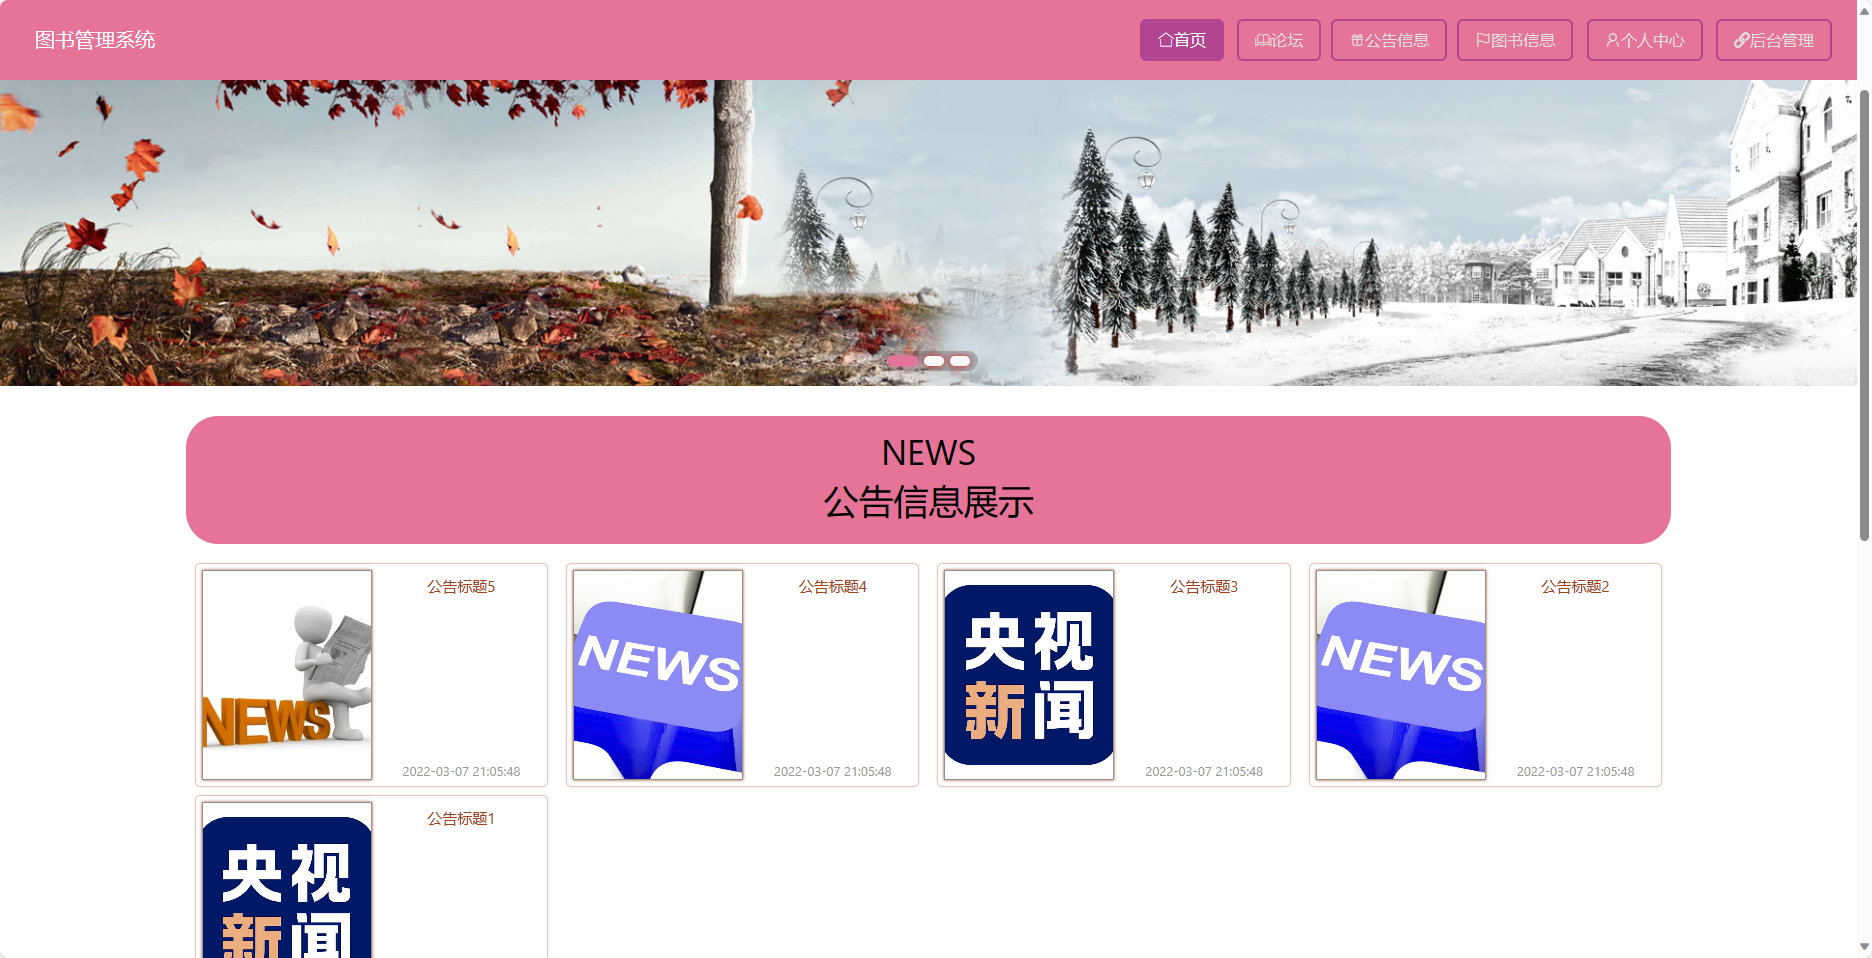 图书管理系统
首页
论坛
公告信息
图书信息
个人中心
后台管理
NEWS
公告信息展示
NEWS
公告标题5
2022-03-07 21:05:48
NEWS
公告标题4
2022-03-07 21:05:48
央视
新闻
公告标题3
2022-03-07 21:05:48
NEWS
公告标题2
2022-03-07 21:05:48
央视
新闻
公告标题1